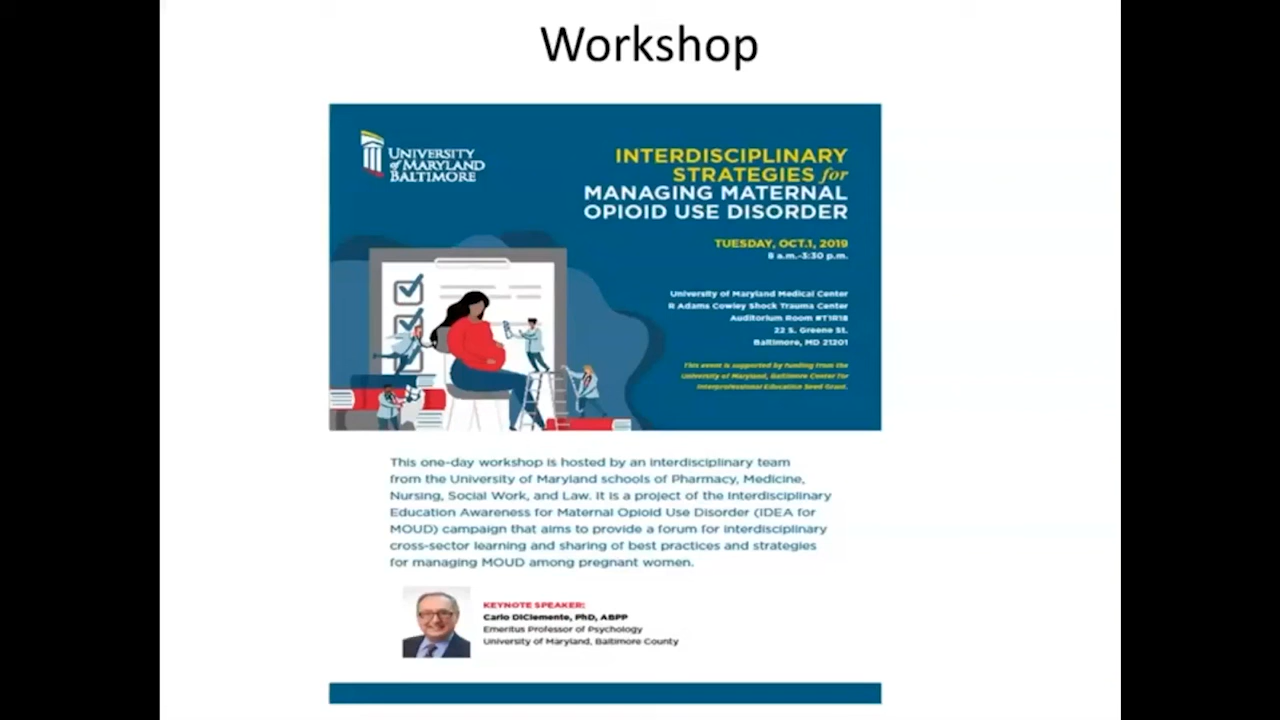 Workshop
UNIVERSITY
of MARYLAND
BALTIMORE
INTERDISCIPLINARY
STRATEGIES for
MANAGING MATERNAL
OPIOID USE DISORDER
TUESDAY, OCT.1, 2019
8 a.m.-3:30 p.m.
University of Maryland Medical Center
R Adams Cowley Shock Trauma Center
Auditorium Room #T1R18
22 S. Greene St.
Baltimore, MD 21201
This event is supported by funding from the
University of Maryland, Baltimore Center for
Interprofessional Education Seed Grant.
This one-day workshop is hosted by an interdisciplinary team
from the University of Maryland schools of Pharmacy, Medicine,
Nursing, Social Work, and Law. It is a project of the Interdisciplinary
Education Awareness for Maternal Opioid Use Disorder (IDEA for
MOUD) campaign that aims to provide a forum for interdisciplinary
cross-sector learning and sharing of best practices and strategies
for managing MOUD among pregnant women.
KEYNOTE SPEAKER:
Carlo DiClemente, PhD, ABPP
Emeritus Professor of Psychology
University of Maryland, Baltimore County